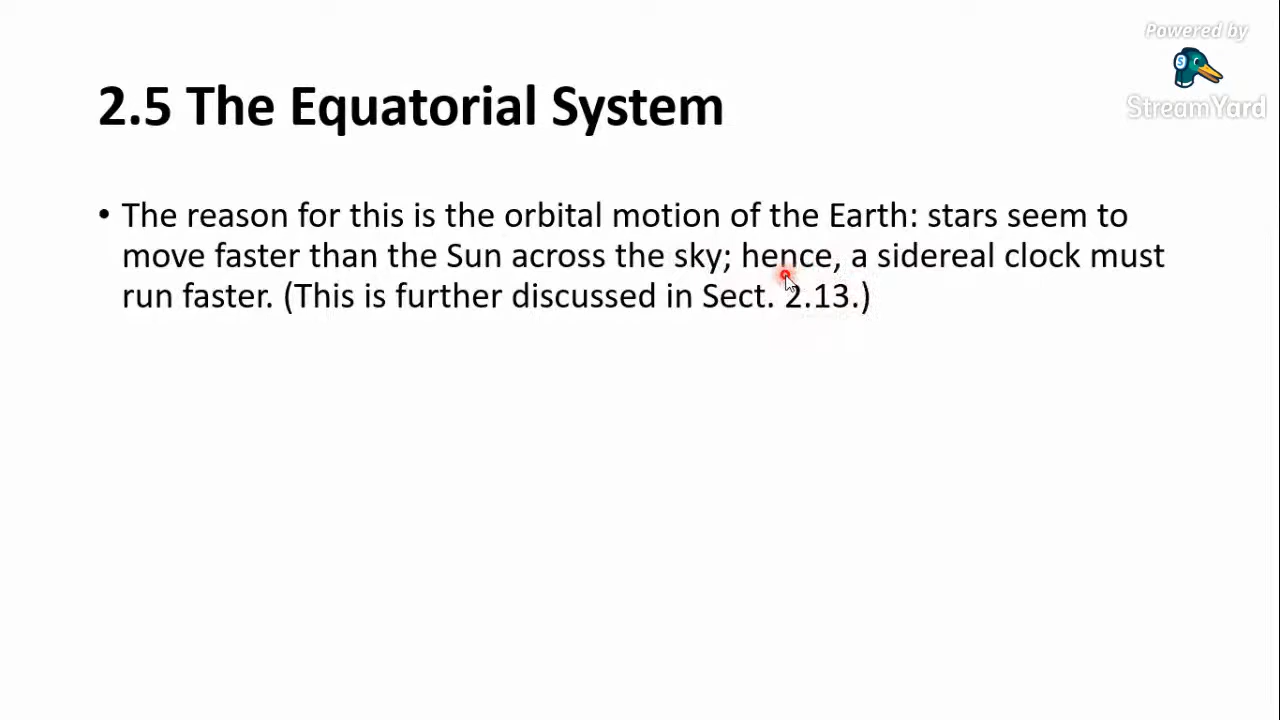 Powered by
StreamYard
2.5 The Equatorial System
• The reason for this is the orbital motion of the Earth: stars seem to
move faster than the Sun across the sky; hence, a sidereal clock must
run faster. (This is further discussed in Sect. 2.13.)